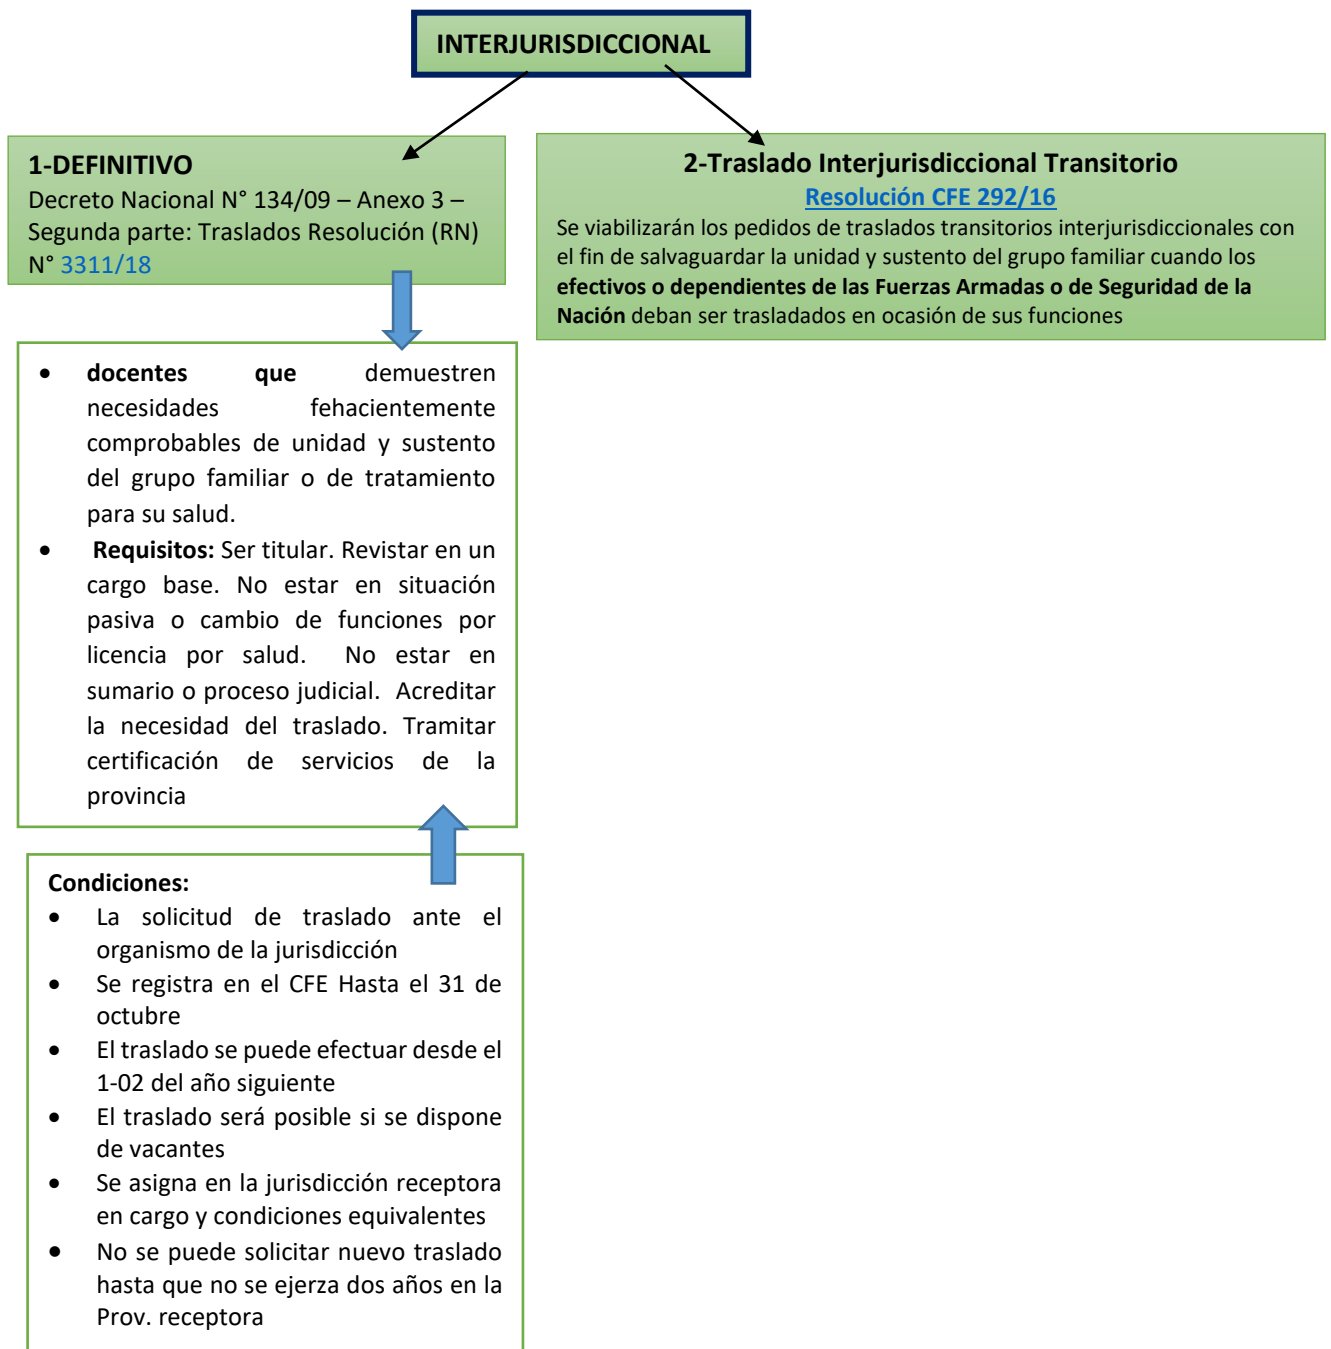 INTERJURISDICCIONAL
1-DEFINITIVO
Decreto Nacional N° 134/09 – Anexo 3 –
Segunda parte: Traslados Resolución (RN)
N° 3311/18
2-Traslado Interjurisdiccional Transitorio
Resolución CFE 292/16
Se viabilizarán los pedidos de traslados transitorios interjurisdiccionales con
el fin de salvaguardar la unidad y sustento del grupo familiar cuando los
efectivos o dependientes de las Fuerzas Armadas o de Seguridad de la
Nación deban ser trasladados en ocasión de sus funciones
• docentes que demuestren
necesidades fehacientemente
comprobables de unidad y sustento
del grupo familiar o de tratamiento
para su salud.
• Requisitos: Ser titular. Revistar en un
cargo base. No estar en situación
pasiva o cambio de funciones por
licencia por salud. No estar en
sumario o proceso judicial. Acreditar
la necesidad del traslado. Tramitar
certificación de servicios de la
provincia
Condiciones:
• La solicitud de traslado ante el
organismo de la jurisdicción
• Se registra en el CFE Hasta el 31 de
octubre
• El traslado se puede efectuar desde el
1-02 del año siguiente
• El traslado será posible si se dispone
de vacantes
• Se asigna en la jurisdicción receptora
en cargo y condiciones equivalentes
• No se puede solicitar nuevo traslado
hasta que no se ejerza dos años en la
Prov. receptora